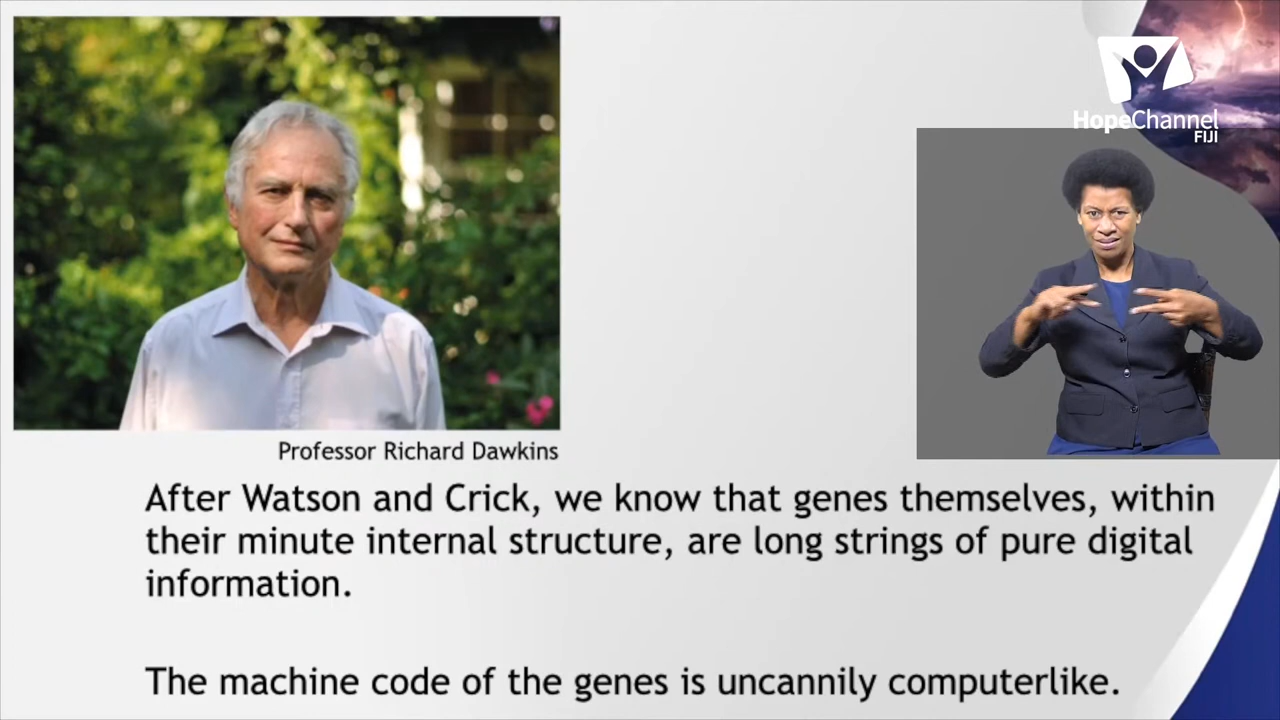 HopeChannel
FIJI
Professor Richard Dawkins
After Watson and Crick, we know that genes themselves, within
their minute internal structure, are long strings of pure digital
information.
The machine code of the genes is uncannily computerlike.